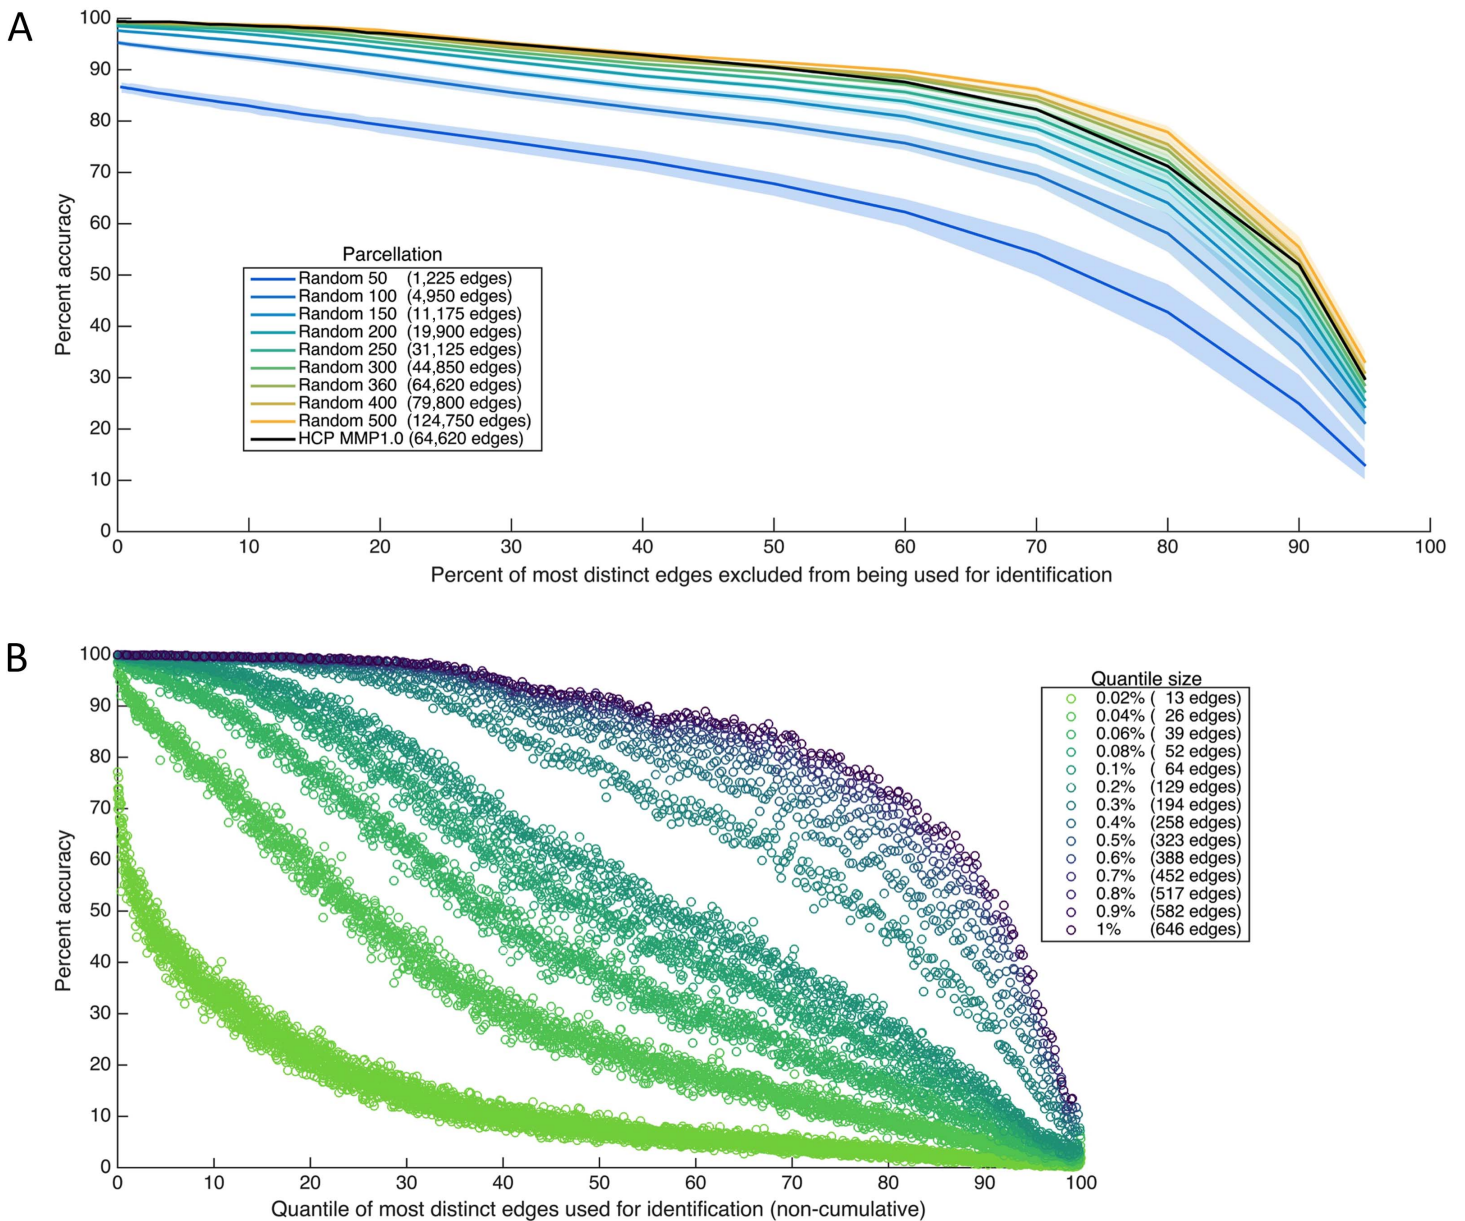 A
100
90
80
70
60
50
40
30
20
10
0
Percent accuracy
Parcellation
Random 50 (1,225 edges)
Random 100 (4,950 edges)
Random 150 (11,175 edges)
Random 200 (19,900 edges)
Random 250 (31,125 edges)
Random 300 (44,850 edges)
Random 360 (64,620 edges)
Random 400 (79,800 edges)
Random 500 (124,750 edges)
HCP MMP1.0 (64,620 edges)
0 10 20 30 40 50 60 70 80 90 100
Percent of most distinct edges excluded from being used for identification
B
100
90
80
70
60
50
40
30
20
10
0
Percent accuracy
Quantile size
0.02% ( 13 edges)
0.04% ( 26 edges)
0.06% ( 39 edges)
0.08% ( 52 edges)
0.1% ( 64 edges)
0.2% (129 edges)
0.3% (194 edges)
0.4% (258 edges)
0.5% (323 edges)
0.6% (388 edges)
0.7% (452 edges)
0.8% (517 edges)
0.9% (582 edges)
1% (646 edges)
0 10 20 30 40 50 60 70 80 90 100
Quantile of most distinct edges used for identification (non-cumulative)